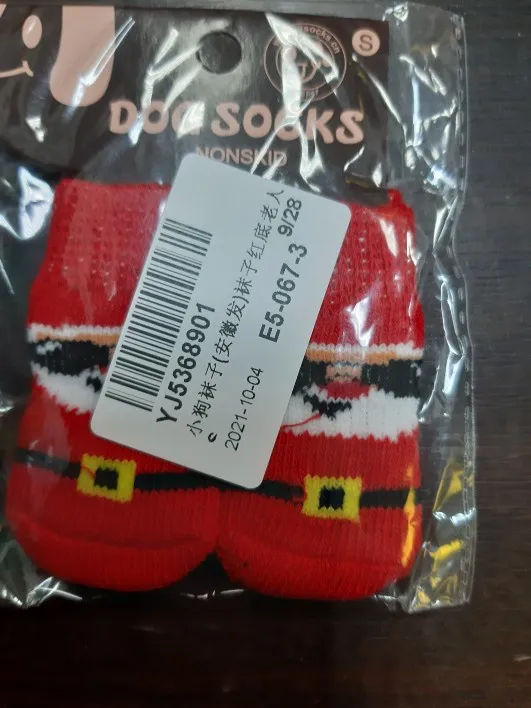 S
DOG SOCKS
NONSKID
YJ5368901
小狗袜子(安徽发)袜子红底老人
2021-10-04
E5-067-3 9/28